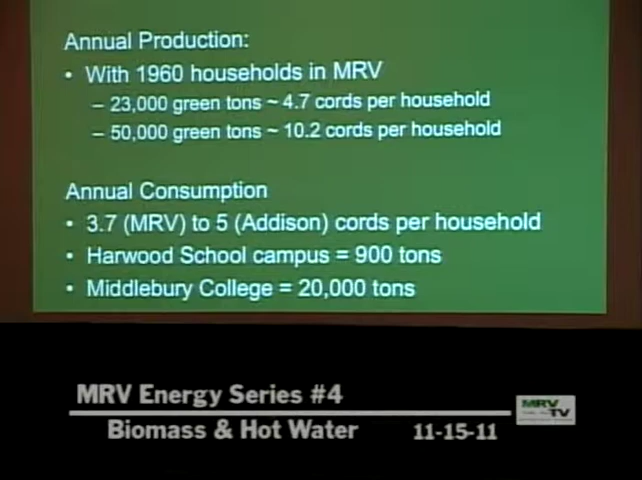 Annual Production:
• With 1960 households in MRV
– 23,000 green tons ~ 4.7 cords per household
– 50,000 green tons ~ 10.2 cords per household
Annual Consumption
• 3.7 (MRV) to 5 (Addison) cords per household
• Harwood School campus = 900 tons
• Middlebury College = 20,000 tons
MRV Energy Series #4
Biomass & Hot Water 11-15-11
MRV
TV